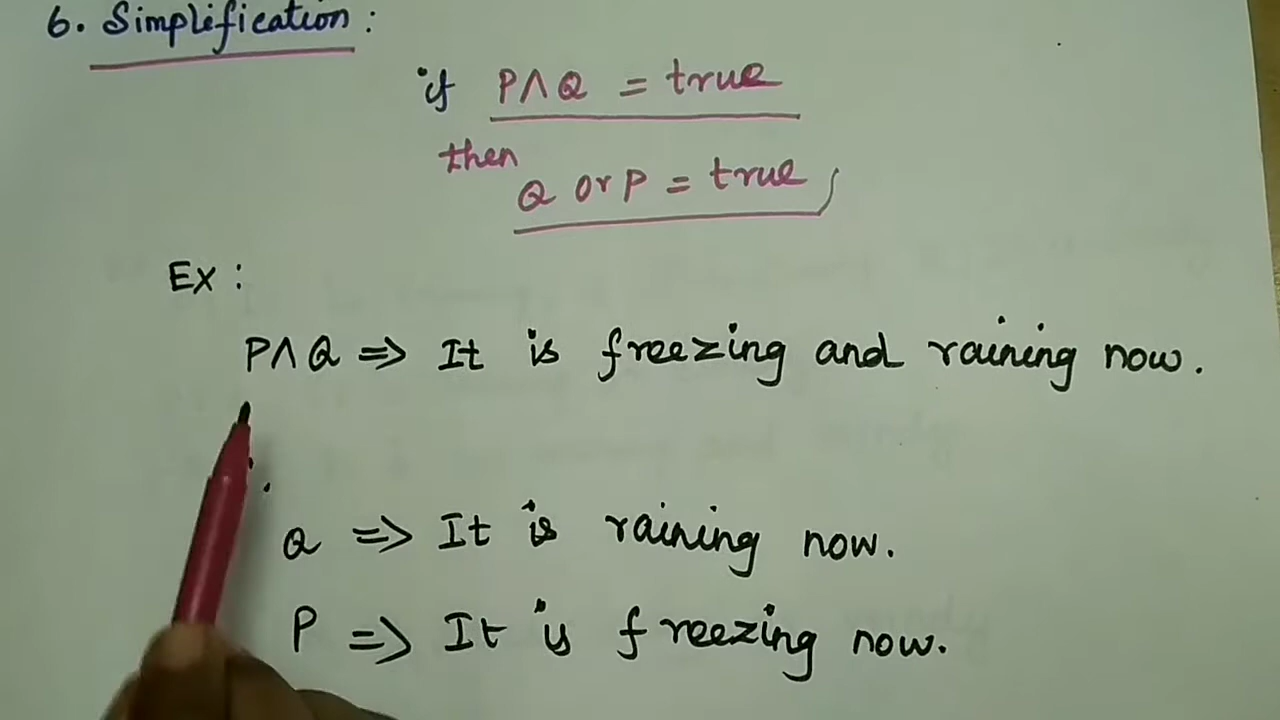 6. Simplification:
if P∧Q = true
then
Q or P = true
Ex:
P∧Q => It is freezing and raining now.
Q => It is raining now.
P => It is freezing now.